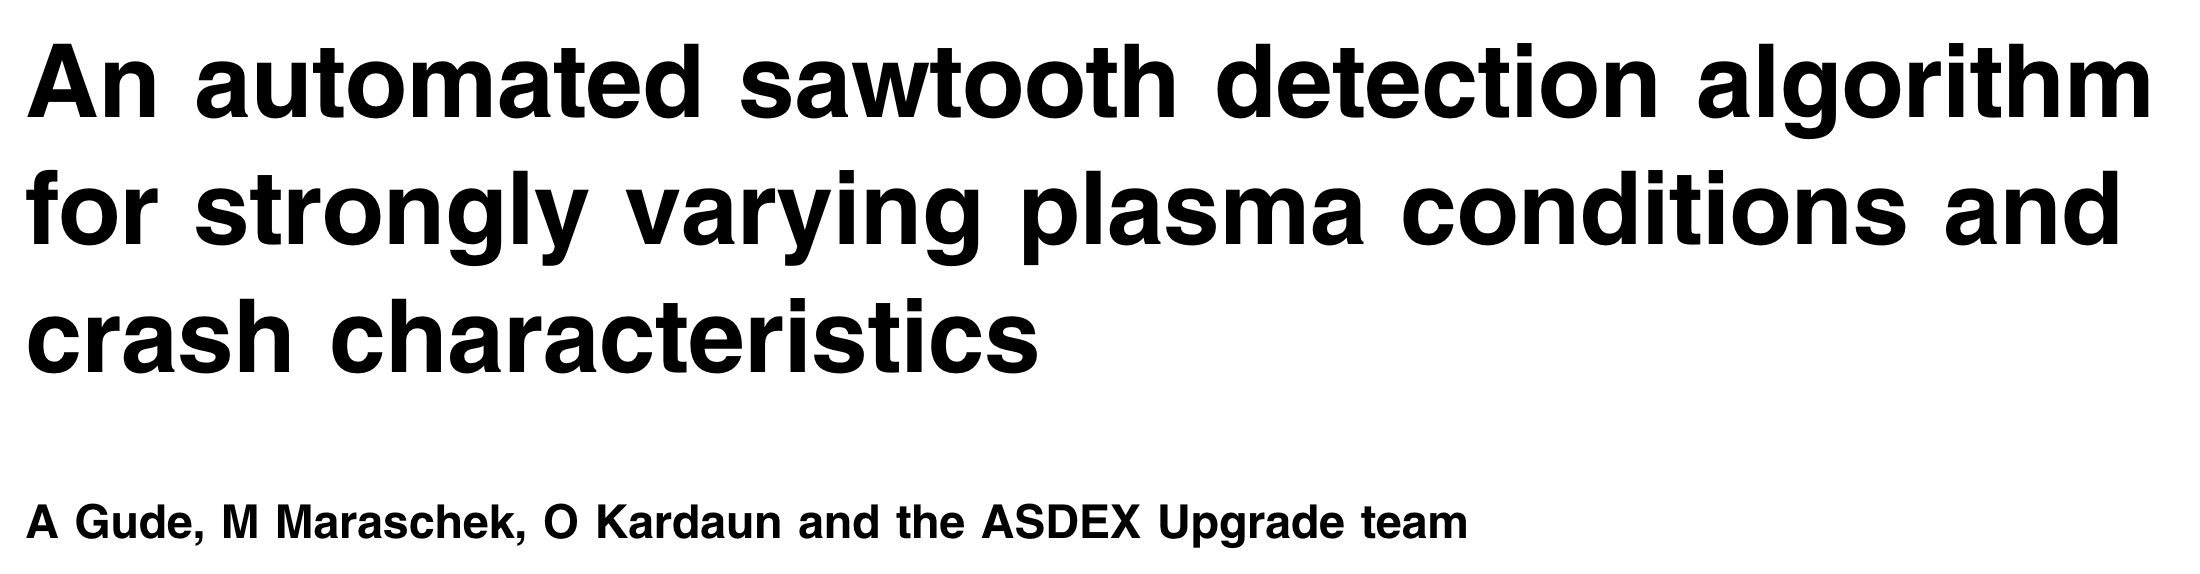 An automated sawtooth detection algorithm
for strongly varying plasma conditions and
crash characteristics
A Gude, M Maraschek, O Kardaun and the ASDEX Upgrade team